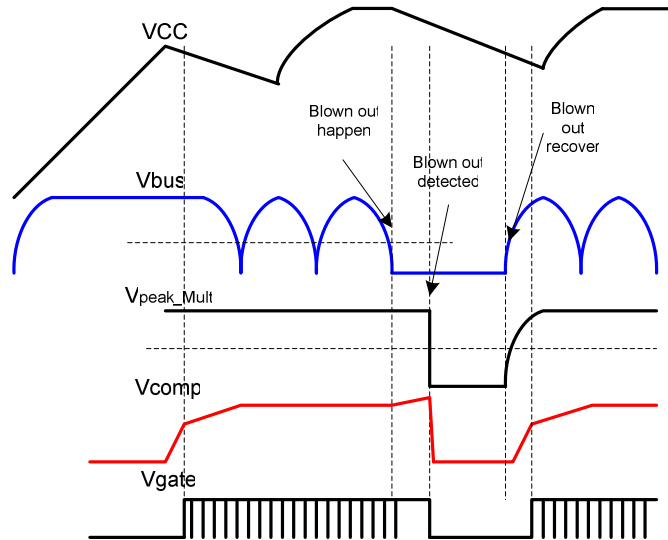 VCC
Blown out
happen
Blown
out
recover
Blown out
detected
Vbus
Vpeak_Mult
Vcomp
Vgate